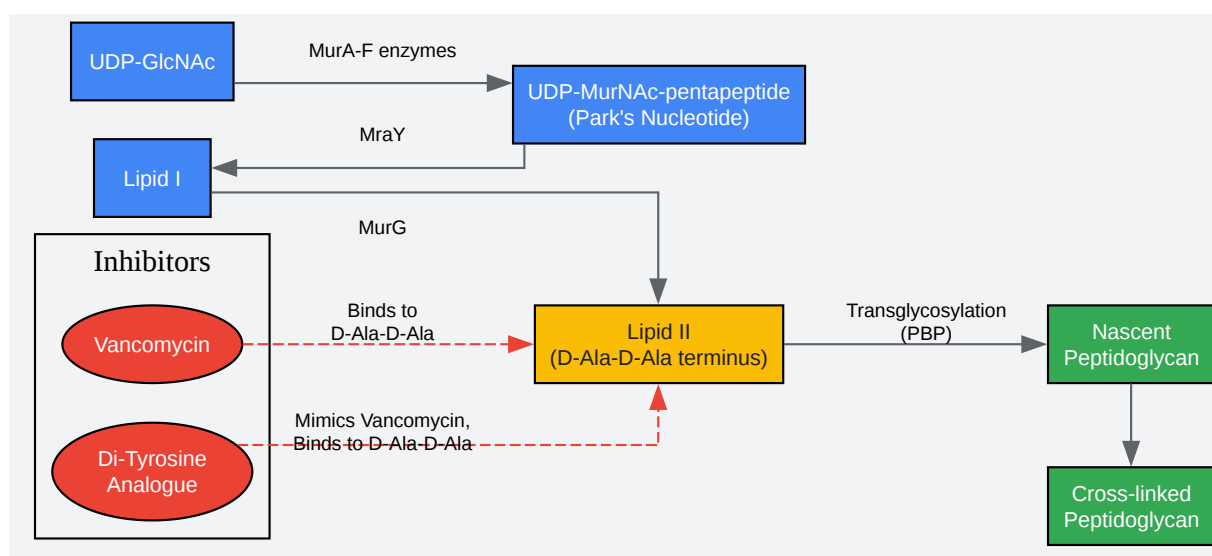 UDP-GlcNAc
MurA-F enzymes
UDP-MurNAc-pentapeptide
(Park's Nucleotide)
MraY
Lipid I
MurG
Inhibitors
Vancomycin
Binds to
D-Ala-D-Ala
Lipid II
(D-Ala-D-Ala terminus)
Transglycosylation
(PBP)
Nascent
Peptidoglycan
Mimics Vancomycin,
Binds to D-Ala-D-Ala
Di-Tyrosine
Analogue
Cross-linked
Peptidoglycan